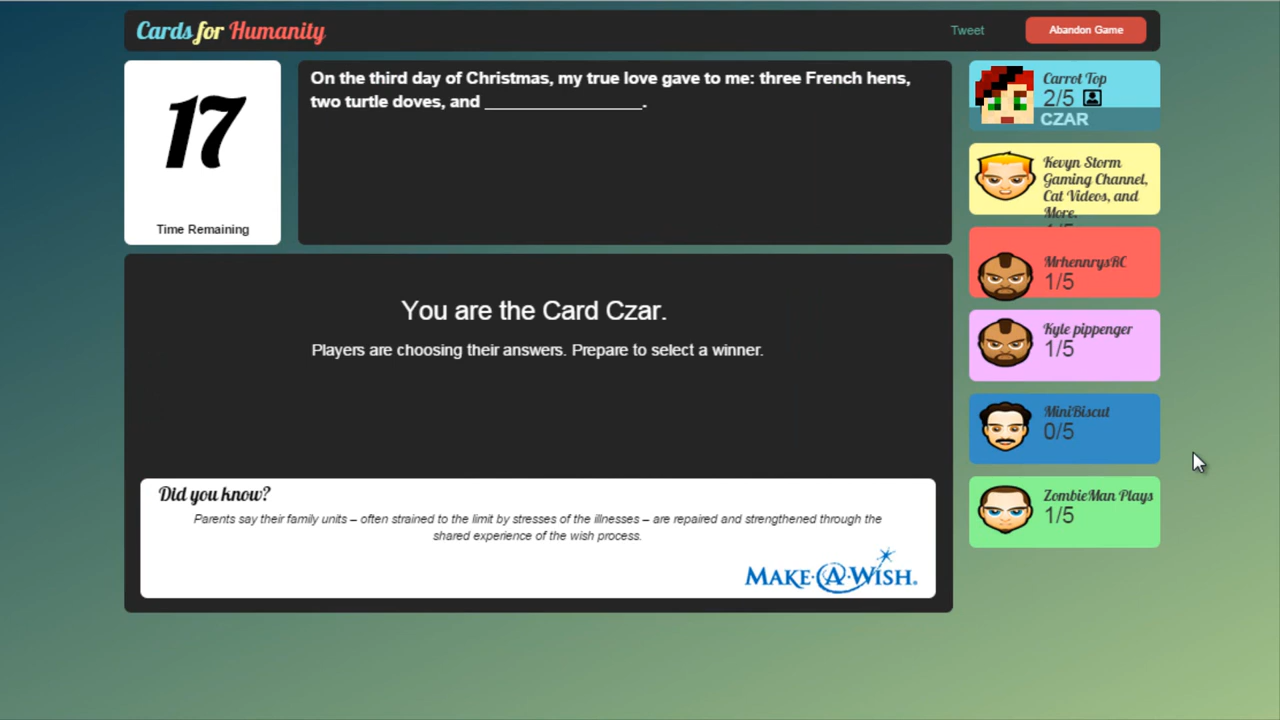 Cards for Humanity
Tweet
Abandon Game
17
Time Remaining
On the third day of Christmas, my true love gave to me: three French hens,
two turtle doves, and ________________.
You are the Card Czar.
Players are choosing their answers. Prepare to select a winner.
Did you know?
Parents say their family units – often strained to the limit by stresses of the illnesses – are repaired and strengthened through the
shared experience of the wish process.
MAKE·A·WISH.
Carrot Top
2/5
CZAR
Kevyn Storm
Gaming Channel,
Cat Videos, and
More.
MrhennrysRC
1/5
Kyle pippenger
1/5
MiniBiscut
0/5
ZombieMan Plays
1/5